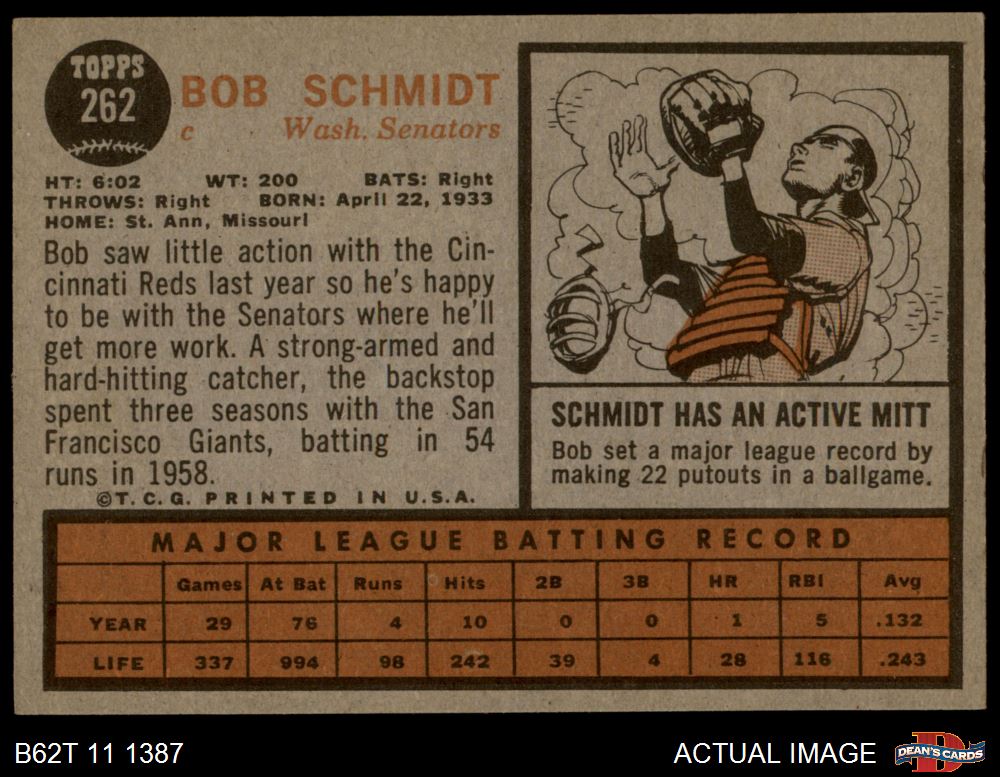 TOPPS
262
BOB SCHMIDT
c Wash. Senators
HT: 6:02 WT: 200 BATS: Right
THROWS: Right BORN: April 22, 1933
HOME: St. Ann, Missouri
Bob saw little action with the Cin-
cinnati Reds last year so he's happy
to be with the Senators where he'll
get more work. A strong-armed and
hard-hitting catcher, the backstop
spent three seasons with the San
Francisco Giants, batting in 54
runs in 1958.
©T.C.G. PRINTED IN U.S.A.
SCHMIDT HAS AN ACTIVE MITT
Bob set a major league record by
making 22 putouts in a ballgame.
MAJOR LEAGUE BATTING RECORD
Games At Bat Runs Hits 2B 3B HR RBI Avg
YEAR 29 76 4 10 0 0 1 5 .132
LIFE 337 994 98 242 39 4 28 116 .243
B62T 11 1387 ACTUAL IMAGE DEAN'S CARDS